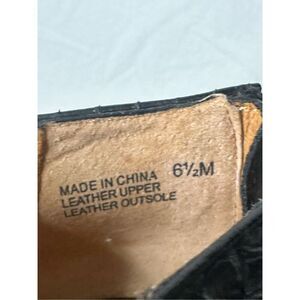 MADE IN CHINA 6½M
LEATHER UPPER
LEATHER OUTSOLE